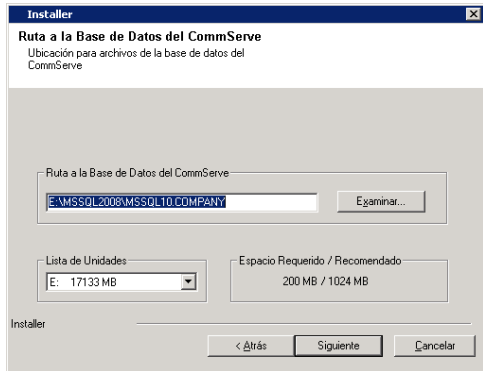 Installer
Ruta a la Base de Datos del CommServe
Ubicación para archivos de la base de datos del
CommServe
Ruta a la Base de Datos del CommServe
E:\MSSQL2008\MSSQL10.COMPANY
Examinar...
Lista de Unidades
E: 17133 MB
Espacio Requerido / Recomendado
200 MB / 1024 MB
Installer
< Atrás
Siguiente
Cancelar